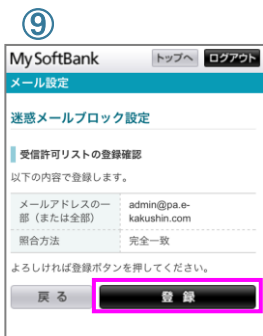 ⑨
My SoftBank トップへ ログアウト
メール設定
迷惑メールブロック設定
受信許可リストの登録確認
以下の内容で登録します。
メールアドレスの一 admin@pa.e-
部（または全部） kakushin.com
照合方法 完全一致
よろしければ登録ボタンを押してください。
戻 る 登 録